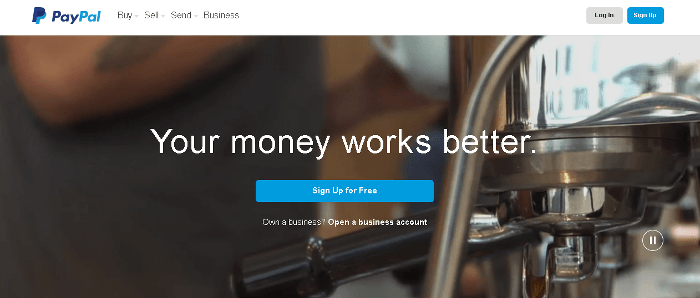 PayPal Buy Sell Send Business Log In Sign Up
Your money works better.
Sign Up for Free
Own a business? Open a business account